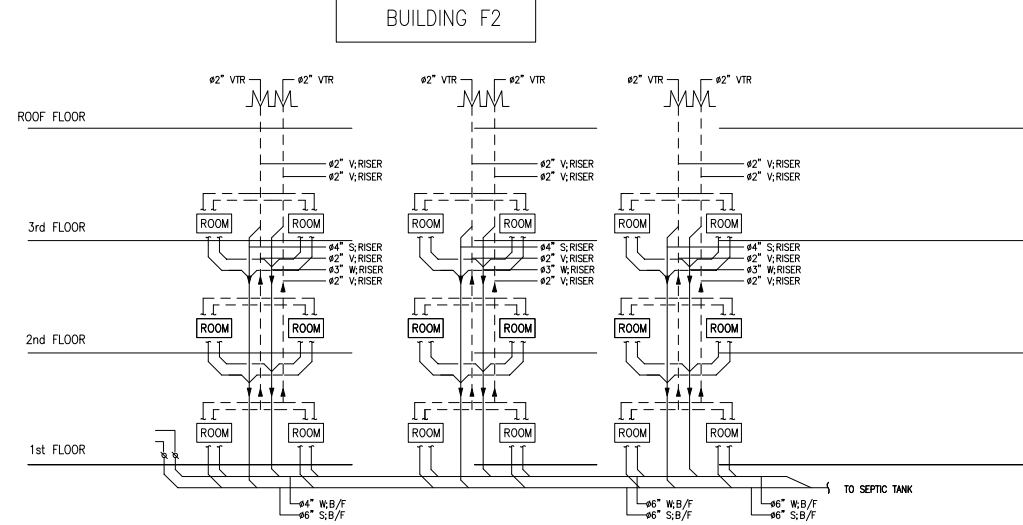 BUILDING F2
ø2" VTR ø2" VTR ø2" VTR ø2" VTR ø2" VTR ø2" VTR
ROOF FLOOR
ø2" V;RISER ø2" V;RISER ø2" V;RISER
ø2" V;RISER ø2" V;RISER ø2" V;RISER
ROOM ROOM ROOM ROOM ROOM ROOM
3rd FLOOR
ø4" S;RISER ø4" S;RISER ø4" S;RISER
ø2" V;RISER ø2" V;RISER ø2" V;RISER
ø3" W;RISER ø3" W;RISER ø3" W;RISER
ø2" V;RISER ø2" V;RISER ø2" V;RISER
ROOM ROOM ROOM ROOM ROOM ROOM
2nd FLOOR
ROOM ROOM ROOM ROOM ROOM ROOM
1st FLOOR
TO SEPTIC TANK
ø4" W;B/F ø6" W;B/F ø6" W;B/F
ø6" S;B/F ø6" S;B/F ø6" S;B/F